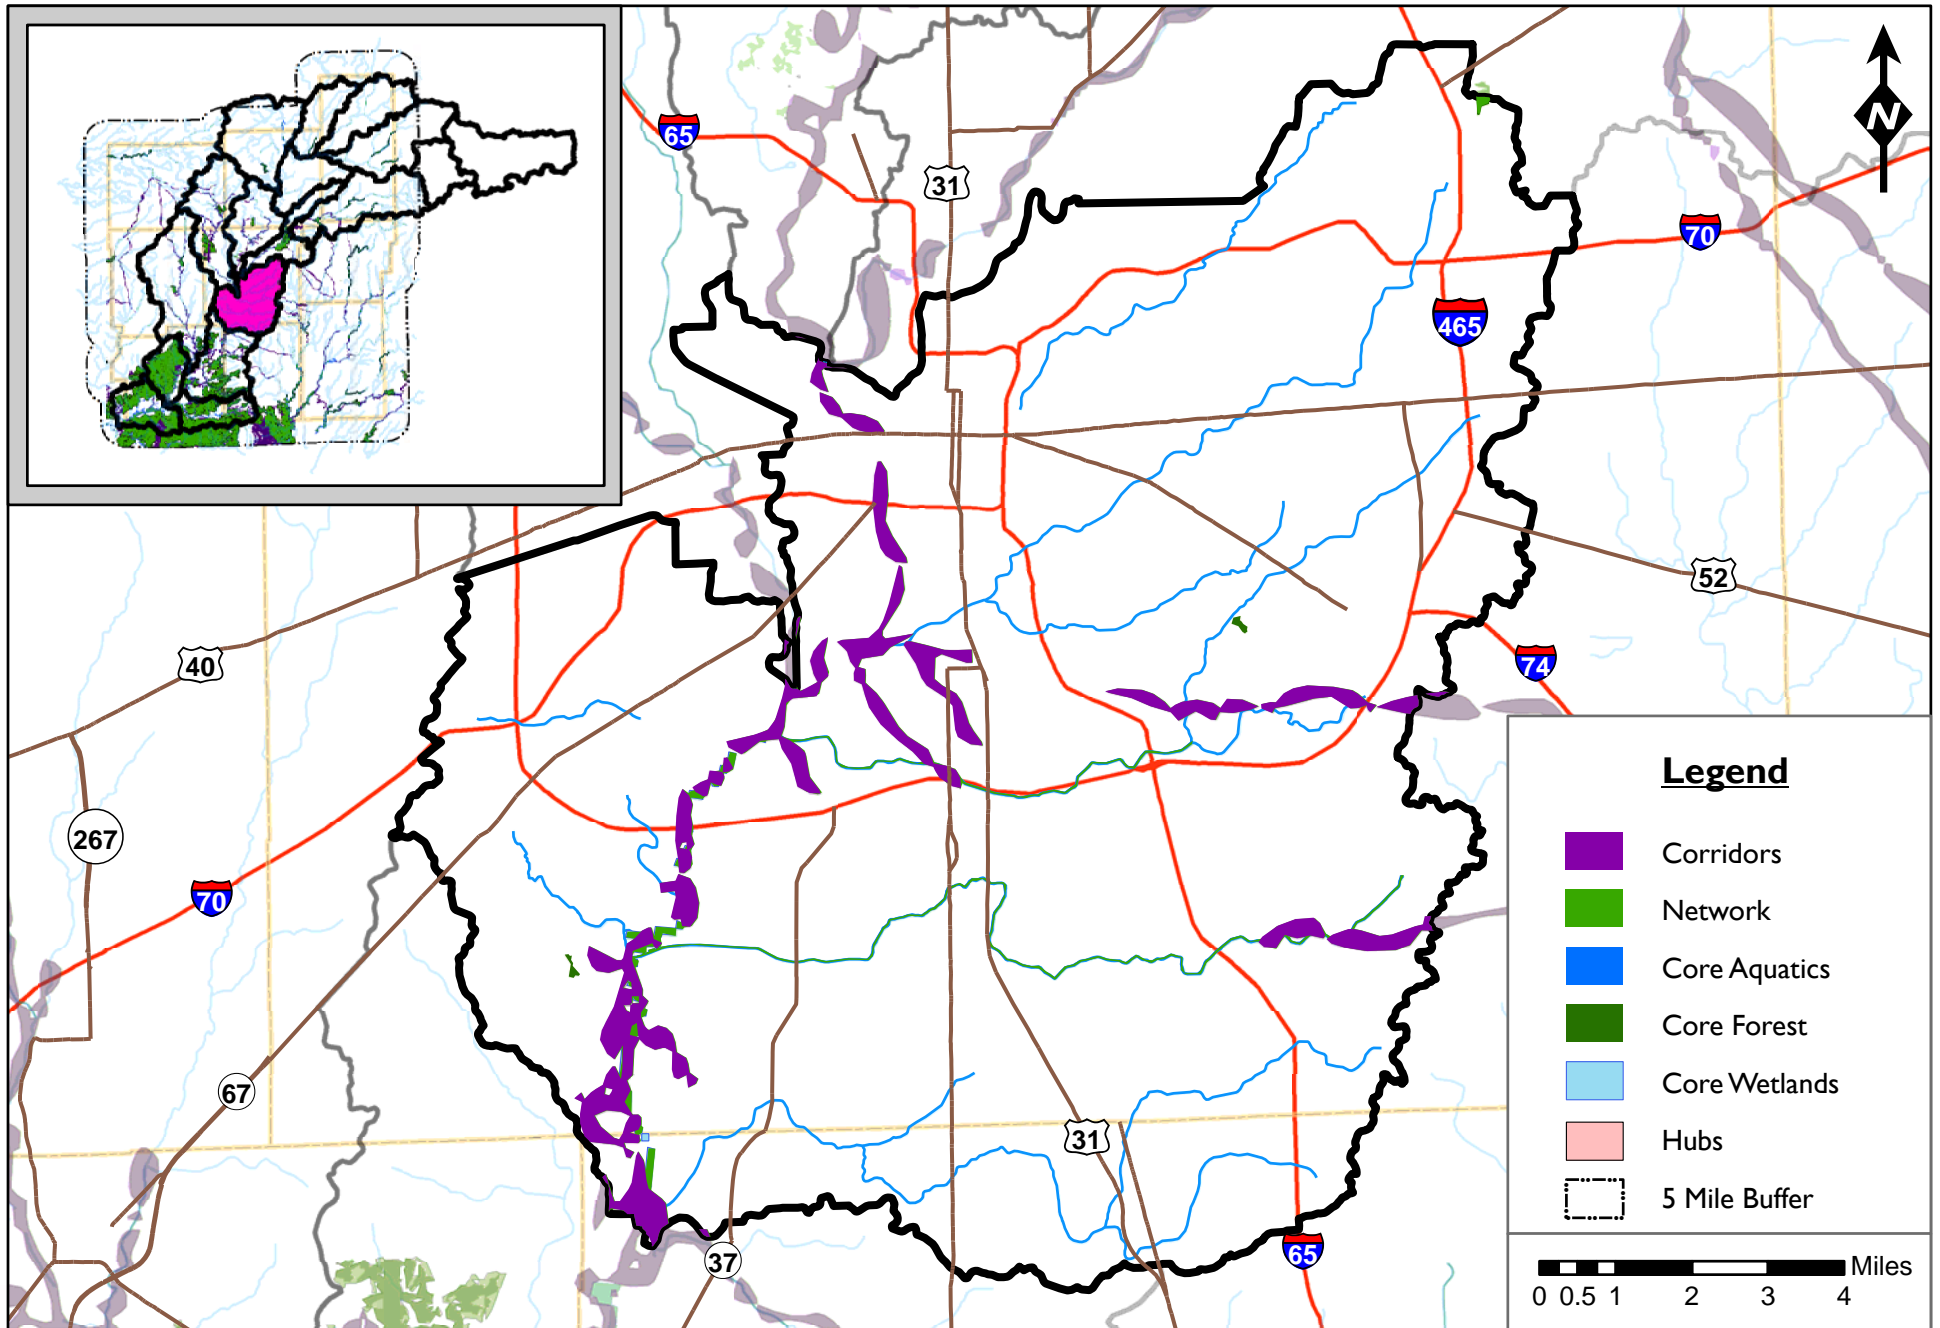 N
65
31
70
465
52
40
74
267
70
67
31
37
65
Legend
Corridors
Network
Core Aquatics
Core Forest
Core Wetlands
Hubs
5 Mile Buffer
Miles
0 0.5 1 2 3 4